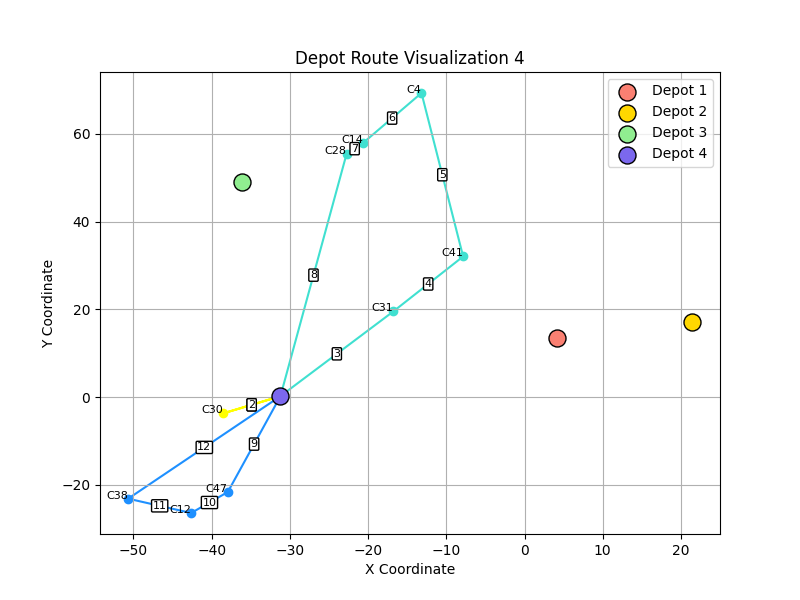 Depot Route Visualization 4
Depot 1
Depot 2
Depot 3
Depot 4
C4
6
C14
7
C28
5
C41
8
4
C31
3
2
C30
9
12
C47
C38
10
11
C12
60
40
20
0
−20
Y Coordinate
−50
−40
−30
−20
−10
0
10
20
X Coordinate